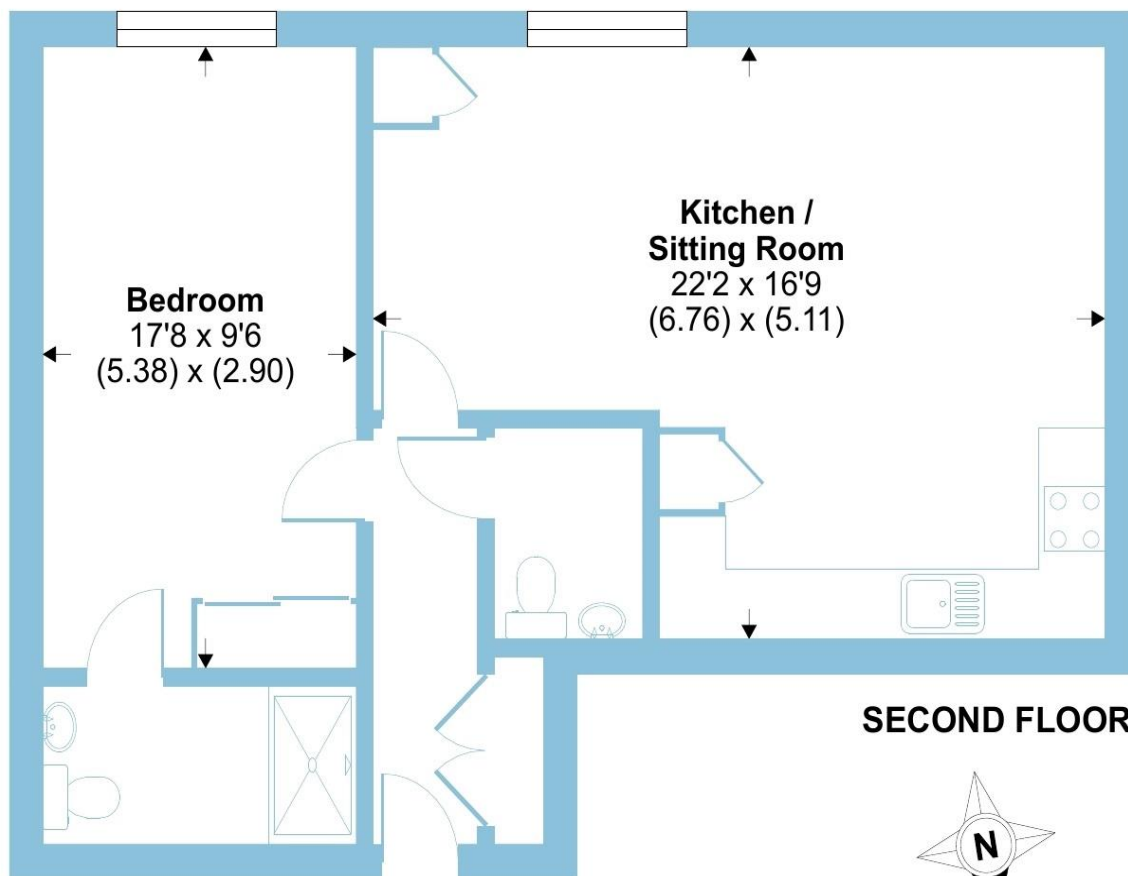 Kitchen /
Sitting Room
22'2 x 16'9
(6.76) x (5.11)
Bedroom
17'8 x 9'6
(5.38) x (2.90)
SECOND FLOOR
N